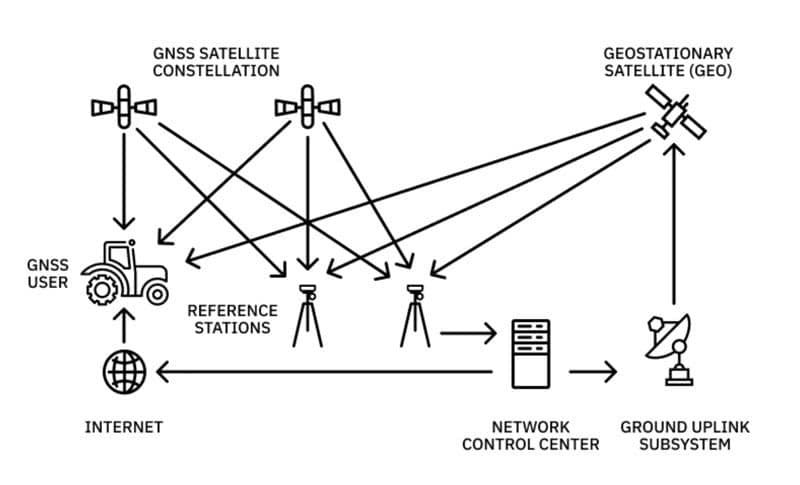 GNSS SATELLITE
CONSTELLATION
GEOSTATIONARY
SATELLITE (GEO)
GNSS
USER
REFERENCE
STATIONS
INTERNET
NETWORK
CONTROL CENTER
GROUND UPLINK
SUBSYSTEM